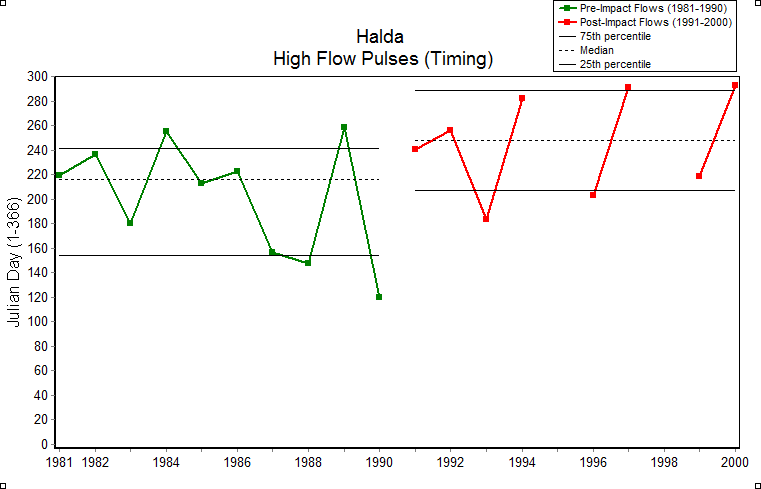 Pre-Impact Flows (1981-1990)
Post-Impact Flows (1991-2000)
75th percentile
Median
25th percentile
Halda
High Flow Pulses (Timing)
Julian Day (1-366)
300
280
260
240
220
200
180
160
140
120
100
80
60
40
20
0
1981 1982 1984 1986 1988 1990 1992 1994 1996 1998 2000